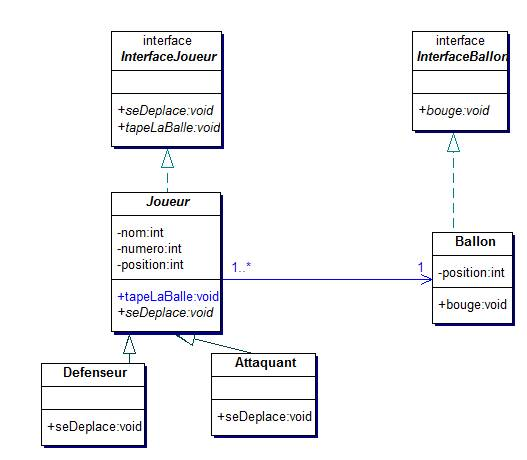 interface
InterfaceJoueur
+seDeplace:void
+tapeLaBalle:void
interface
InterfaceBallon
+bouge:void
Joueur
-nom:int
-numero:int
-position:int
+tapeLaBalle:void
+seDeplace:void
1..*
1
Ballon
-position:int
+bouge:void
Defenseur
+seDeplace:void
Attaquant
+seDeplace:void